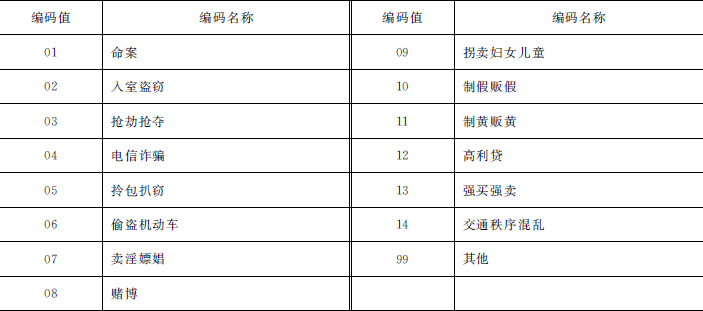 编码值 编码名称 编码值 编码名称
01 命案 09 拐卖妇女儿童
02 入室盗窃 10 制假贩假
03 抢劫抢夺 11 制黄贩黄
04 电信诈骗 12 高利贷
05 拎包扒窃 13 强买强卖
06 偷盗机动车 14 交通秩序混乱
07 卖淫嫖娼 99 其他
08 赌博